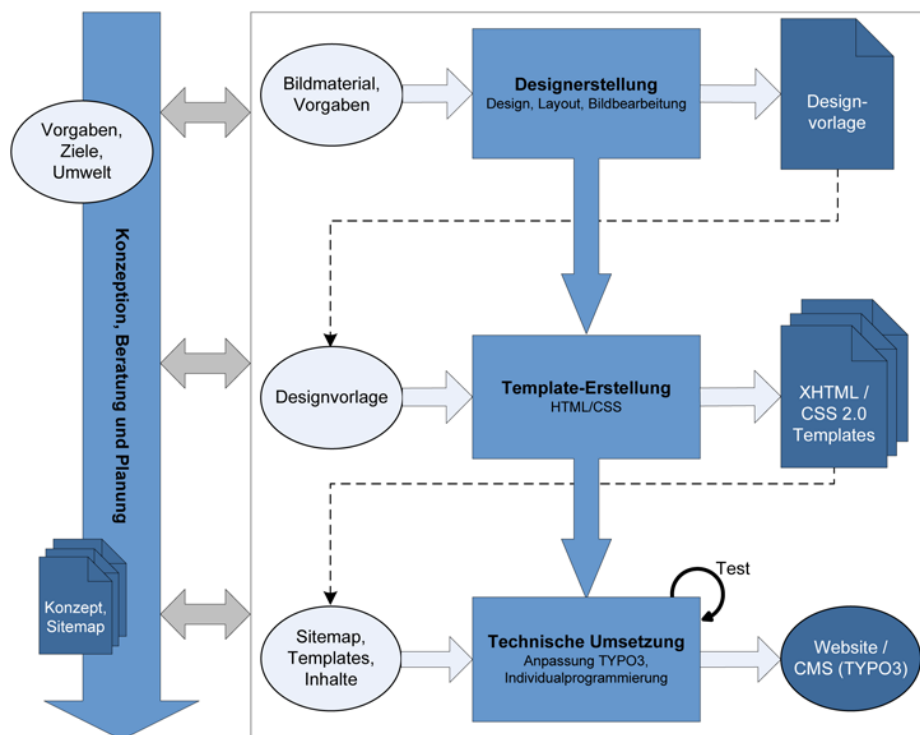 Vorgaben,
Ziele,
Umwelt
Konzeption, Beratung und Planung
Konzept,
Sitemap
Bildmaterial,
Vorgaben
Designerstellung
Design, Layout, Bildbearbeitung
Design-
vorlage
Designvorlage
Template-Erstellung
HTML/CSS
XHTML /
CSS 2.0
Templates
Sitemap,
Templates,
Inhalte
Test
Technische Umsetzung
Anpassung TYPO3,
Individualprogrammierung
Website /
CMS (TYPO3)